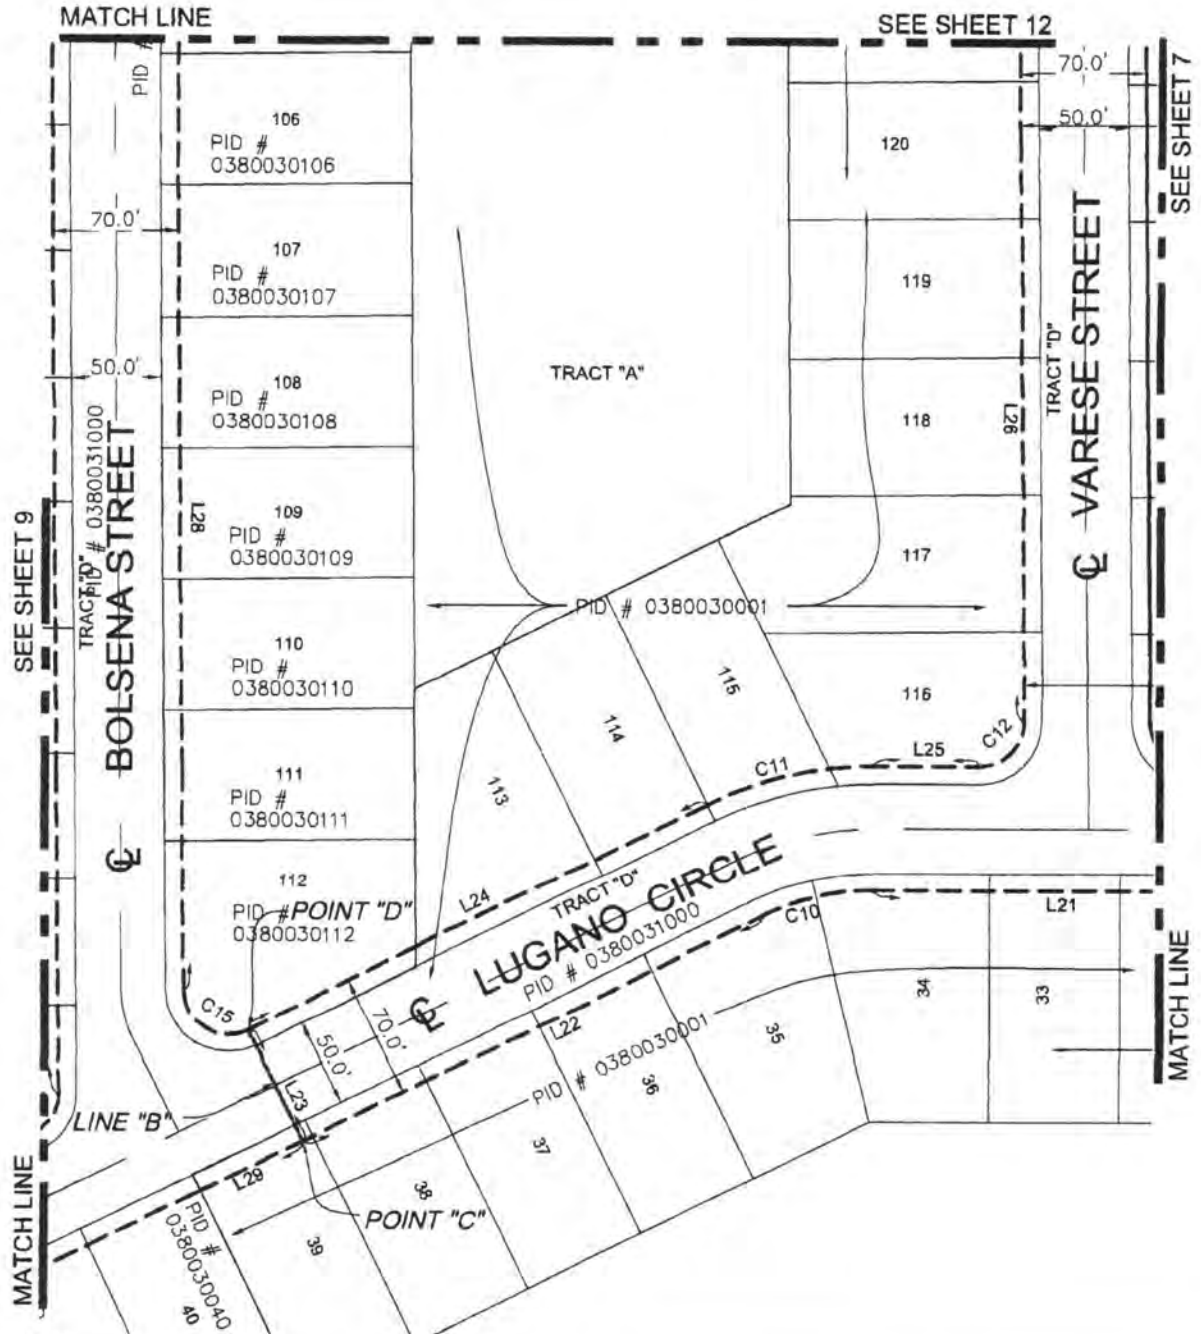 MATCH LINE
SEE SHEET 12
PID #
70.0'
50.0'
SEE SHEET 7
106
PID #
0380030106
120
107
PID #
0380030107
70.0'
119
TRACT "A"
108
PID #
0380030108
50.0'
118
L26
TRACT "D"
VARESE STREET
109
PID #
0380030109
L28
117
SEE SHEET 9
TRACT "D"
PID # 0380031000
BOLSENA STREET
PID # 0380030001
110
PID #
0380030110
116
115
114
113
111
PID #
0380030111
C11
L25
C12
112
PID #
0380030112
POINT "D"
L24
TRACT "D"
LUGANO CIRCLE
PID # 0380031000
C10
L21
C15
70.0'
50.0'
L22
PID # 0380030001
34
33
35
36
37
38
39
MATCH LINE
LINE "B"
L23
L29
POINT "C"
MATCH LINE
PID #
0380030040
40